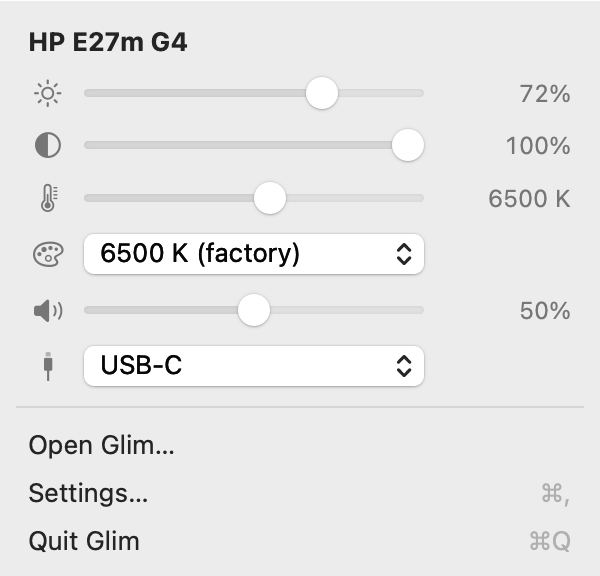 HP E27m G4
72%
100%
6500 K
6500 K (factory)
50%
USB-C
Open Glim...
Settings... ⌘,
Quit Glim ⌘Q